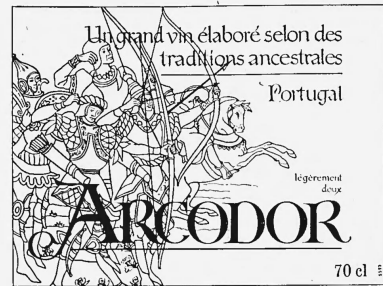 Un grand vin élaboré selon des
traditions ancestrales
Portugal
légèrement
doux
ARCODOR
70 cl